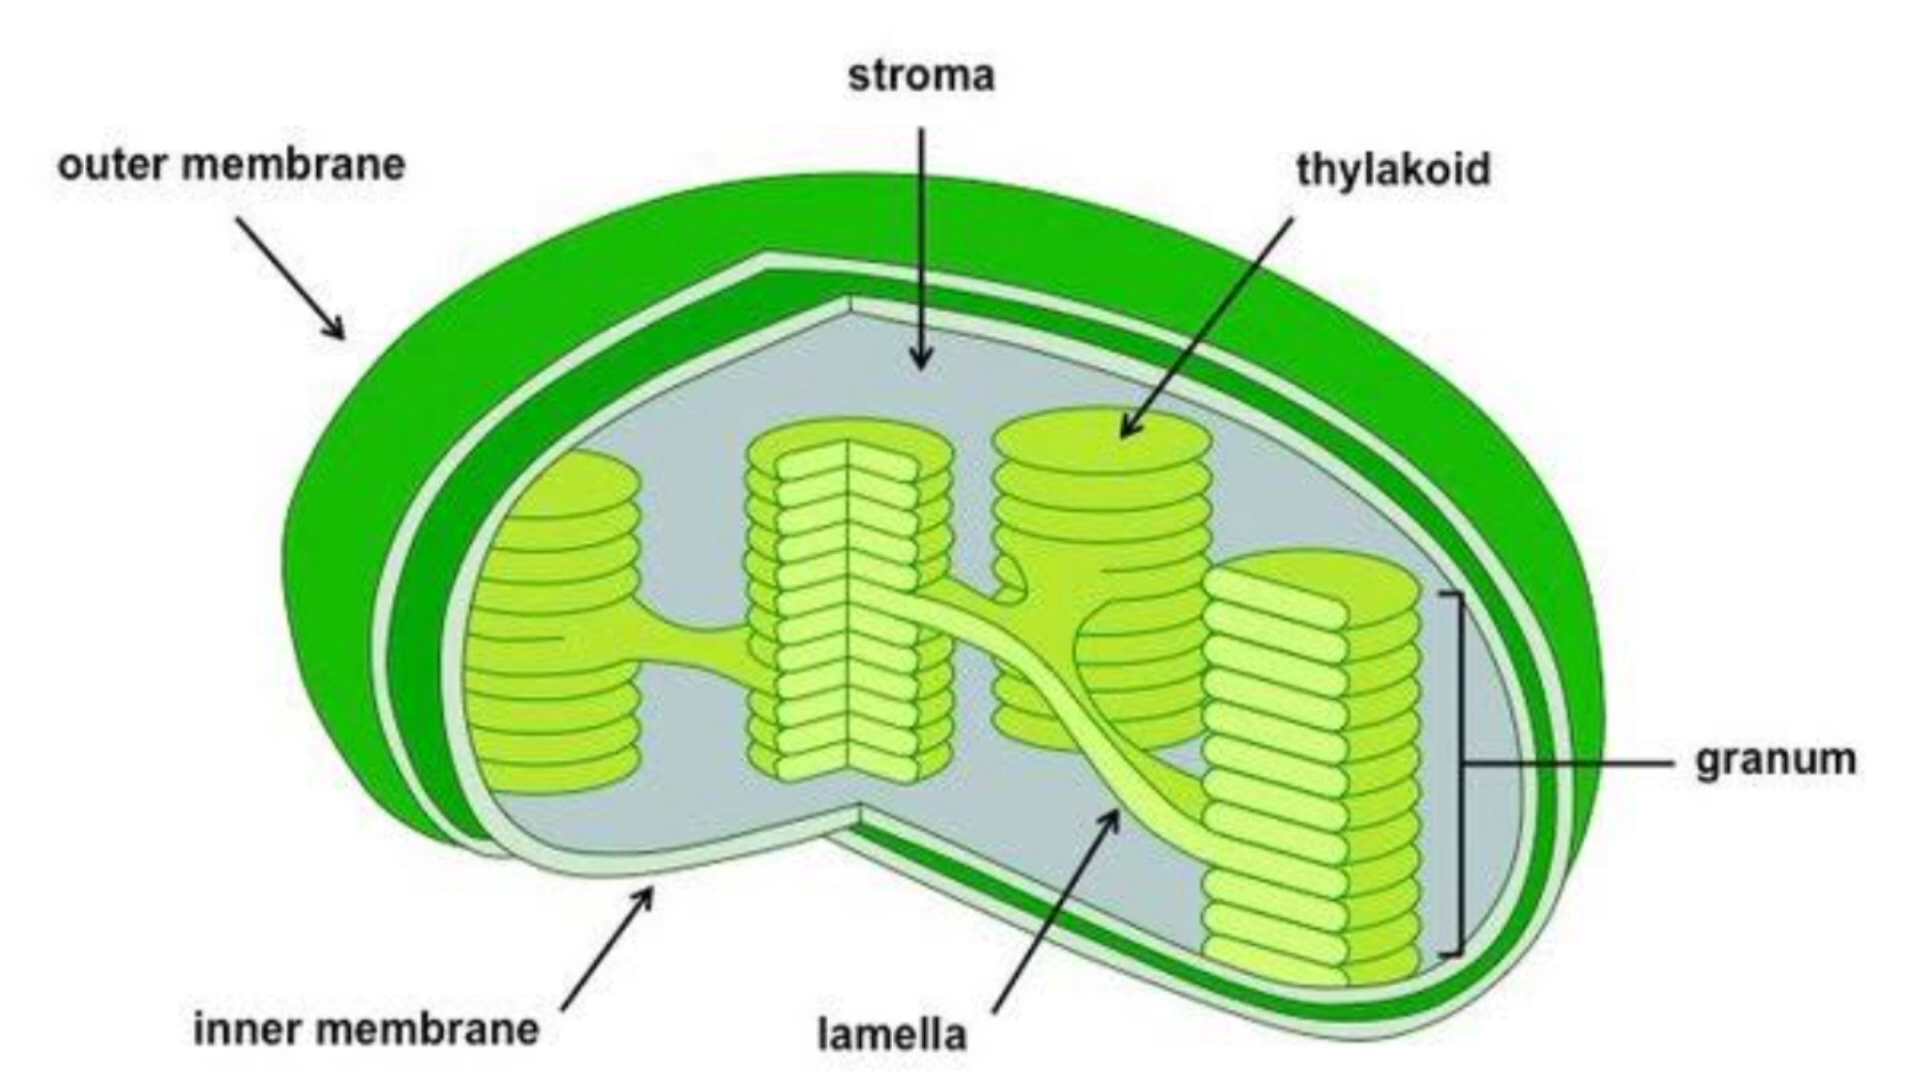 stroma
outer membrane
thylakoid
granum
inner membrane
lamella